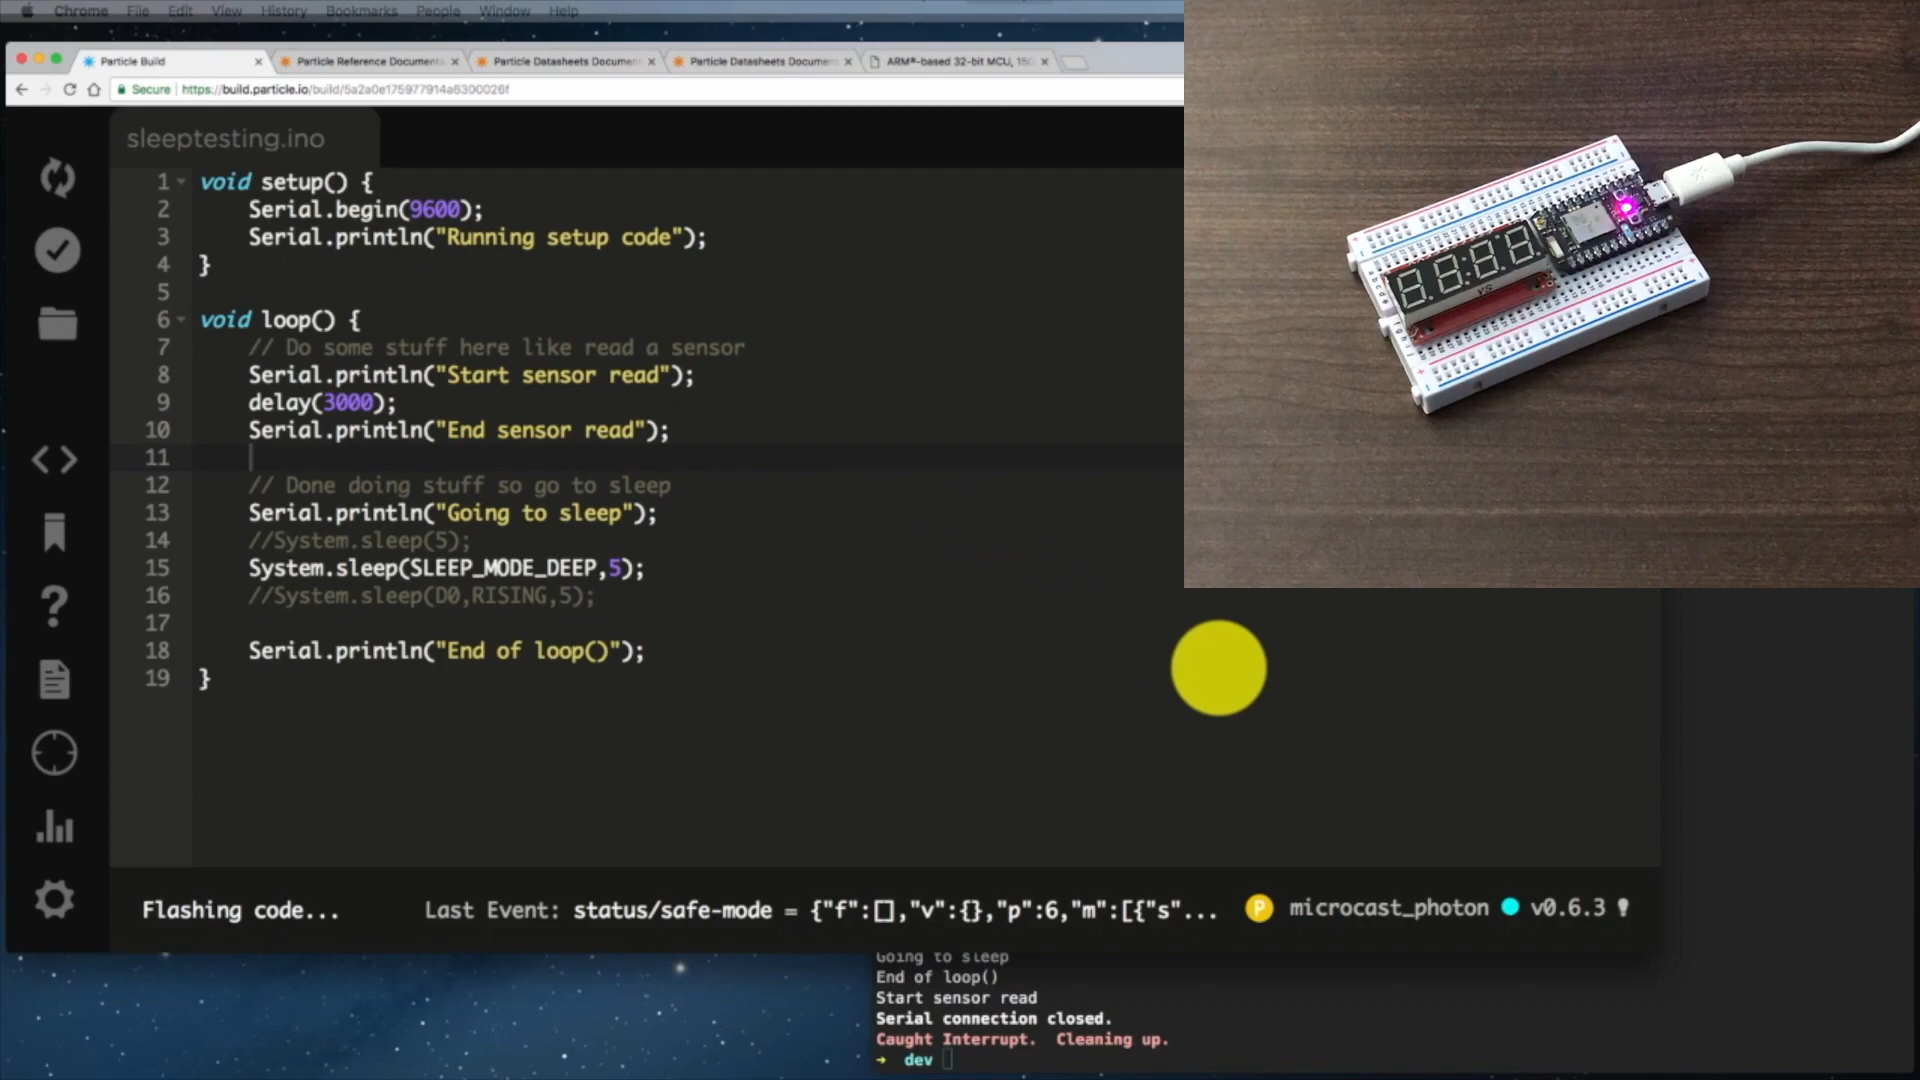 Chrome File Edit View History Bookmarks People Window Help
Particle Build
Particle Reference Documenta
Particle Datasheets Document
Particle Datasheets Document
ARM®-based 32-bit MCU, 150
Secure https://build.particle.io/build/5a2a0e175977914a6300026f
sleeptesting.ino
1 void setup() {
2 Serial.begin(9600);
3 Serial.println("Running setup code");
4 }
5
6 void loop() {
7 // Do some stuff here like read a sensor
8 Serial.println("Start sensor read");
9 delay(3000);
10 Serial.println("End sensor read");
11
12 // Done doing stuff so go to sleep
13 Serial.println("Going to sleep");
14 //System.sleep(5);
15 System.sleep(SLEEP_MODE_DEEP,5);
16 //System.sleep(D0,RISING,5);
17
18 Serial.println("End of loop()");
19 }
Flashing code... Last Event: status/safe-mode = {"f":[],"v":{},"p":6,"m":[{"s"... P microcast_photon v0.6.3
Going to sleep
End of loop()
Start sensor read
Serial connection closed.
Caught Interrupt. Cleaning up.
→ dev